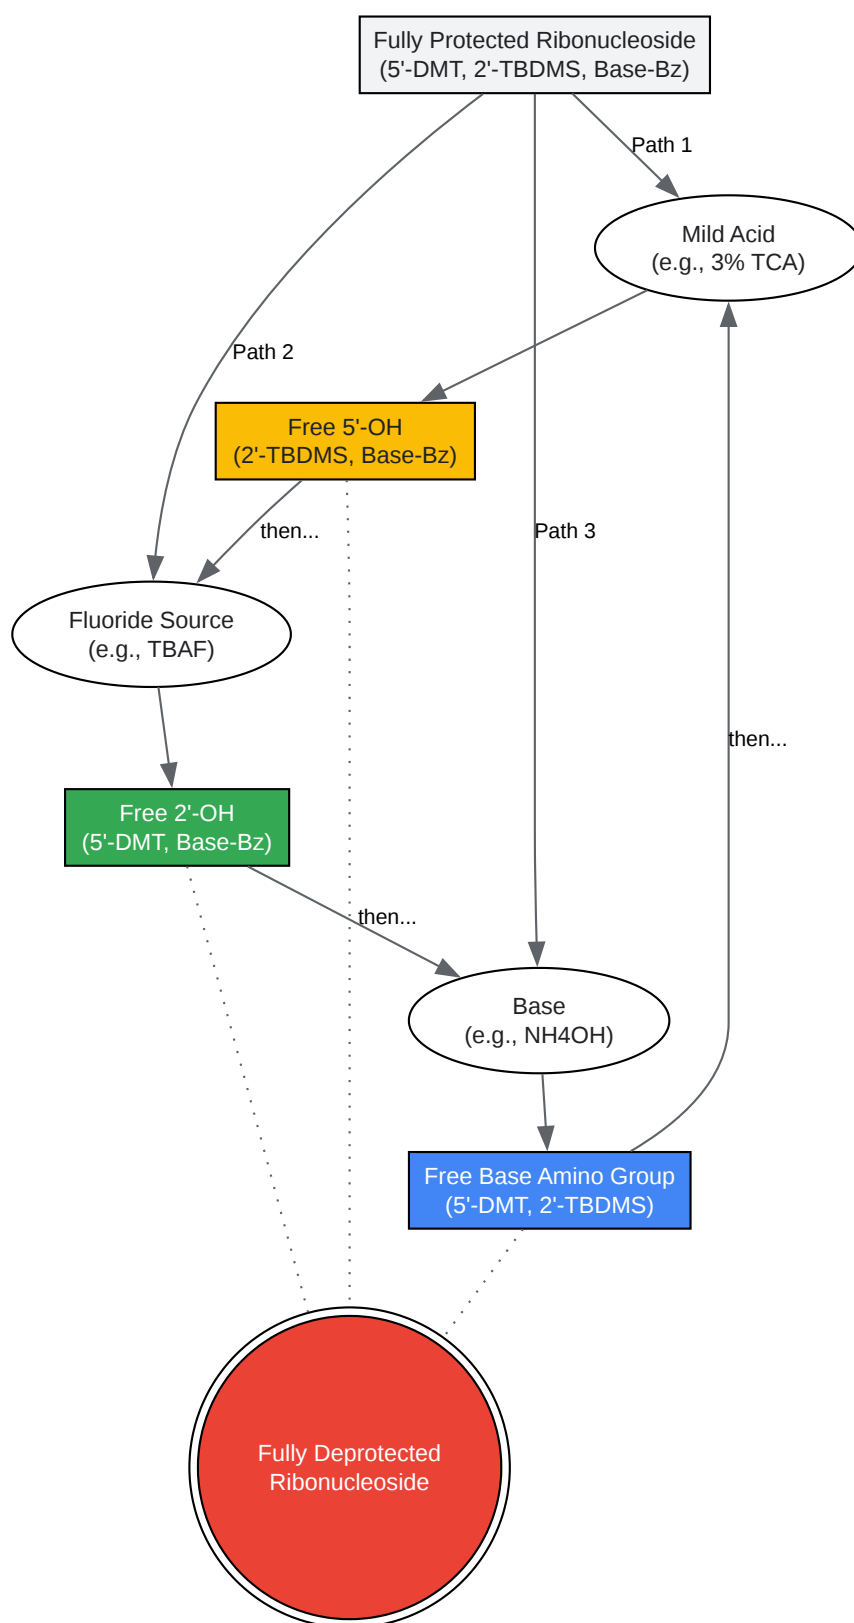 Fully Protected Ribonucleoside
(5'-DMT, 2'-TBDMS, Base-Bz)
Path 1
Mild Acid
(e.g., 3% TCA)
Path 2
Free 5'-OH
(2'-TBDMS, Base-Bz)
then...
Path 3
Fluoride Source
(e.g., TBAF)
then...
Free 2'-OH
(5'-DMT, Base-Bz)
then...
Base
(e.g., NH4OH)
Free Base Amino Group
(5'-DMT, 2'-TBDMS)
Fully Deprotected
Ribonucleoside